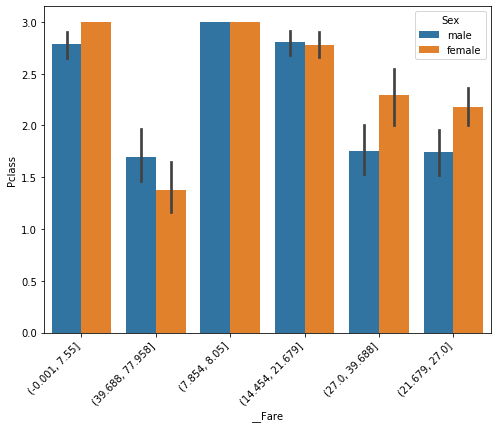 3.0
2.5
2.0
1.5
1.0
0.5
0.0
Pclass
Sex
male
female
(-0.001, 7.55]
(39.688, 77.958]
(7.854, 8.05]
(14.454, 21.679]
(27.0, 39.688]
(21.679, 27.0]
__Fare